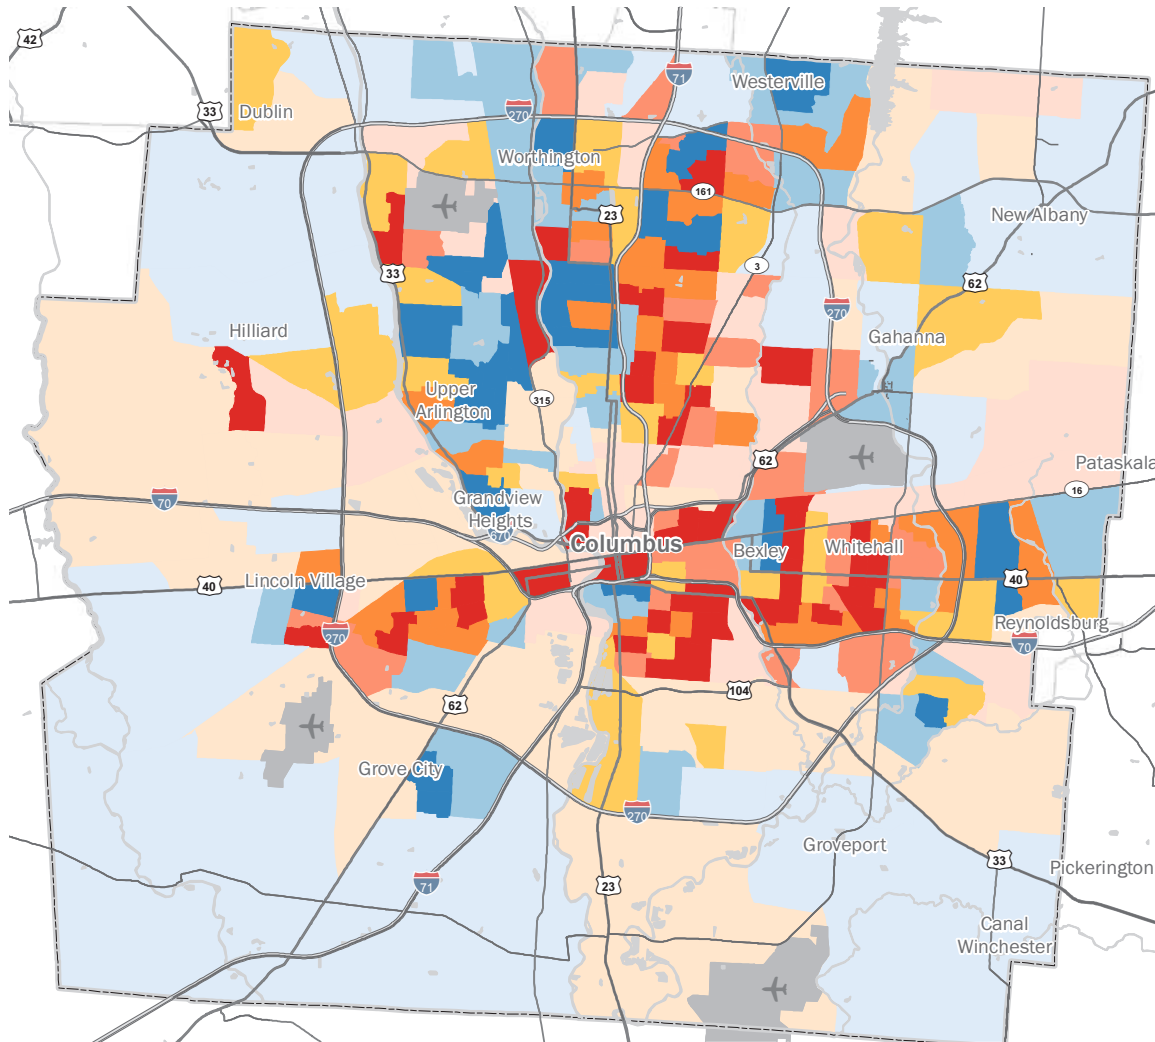 42
71
Westerville
33
Dublin
270
Worthington
161
23
New Albany
3
33
62
270
Hilliard
Gahanna
Upper
Arlington
315
62
Pataskala
16
70
Grandview
Heights
670
Columbus
Bexley
Whitehall
40
Lincoln Village
40
270
Reynoldsburg
70
62
104
Grove City
270
Groveport
33
Pickerington
71
23
Canal
Winchester